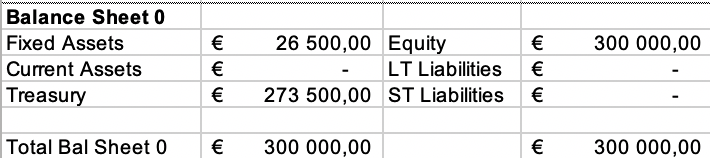 Balance Sheet 0
Fixed Assets € 26 500,00 Equity € 300 000,00
Current Assets € - LT Liabilities € -
Treasury € 273 500,00 ST Liabilities € -
Total Bal Sheet 0 € 300 000,00 € 300 000,00